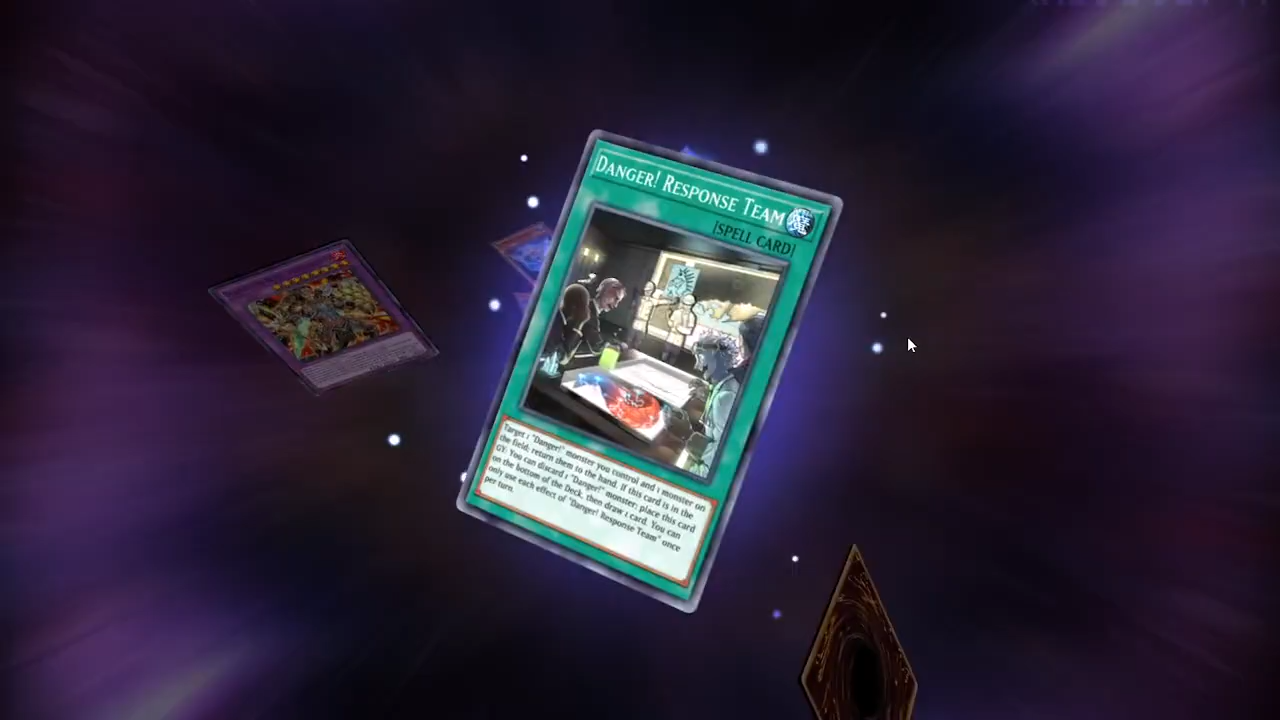 DANGER! RESPONSE TEAM
[SPELL CARD]
Target 1 "Danger!" monster you control and 1 monster on
the field; return them to the hand. If this card is in the
GY: You can discard 1 "Danger!" monster; place this card
on the bottom of the Deck, then draw 1 card. You can
only use each effect of "Danger! Response Team" once
per turn.